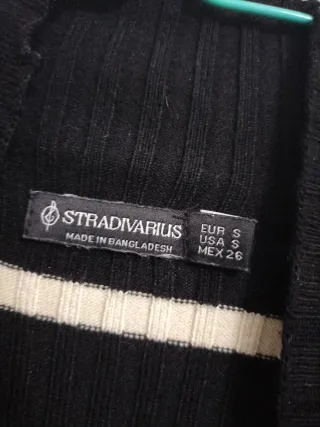 STRADIVARIUS
MADE IN BANGLADESH
EUR S
USA S
MEX 26